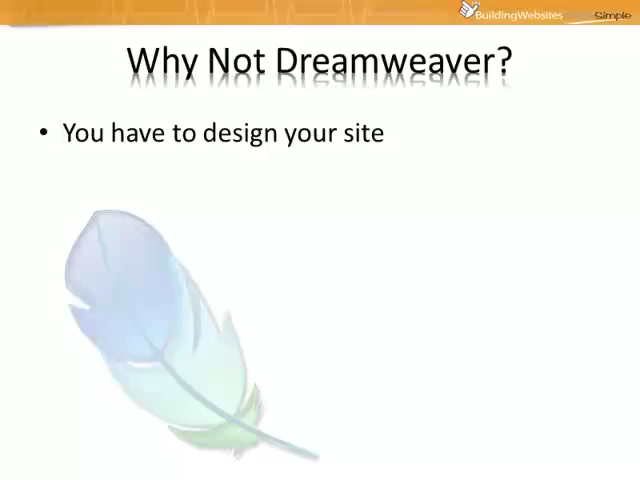 BuildingWebsites Simple
Why Not Dreamweaver?
• You have to design your site